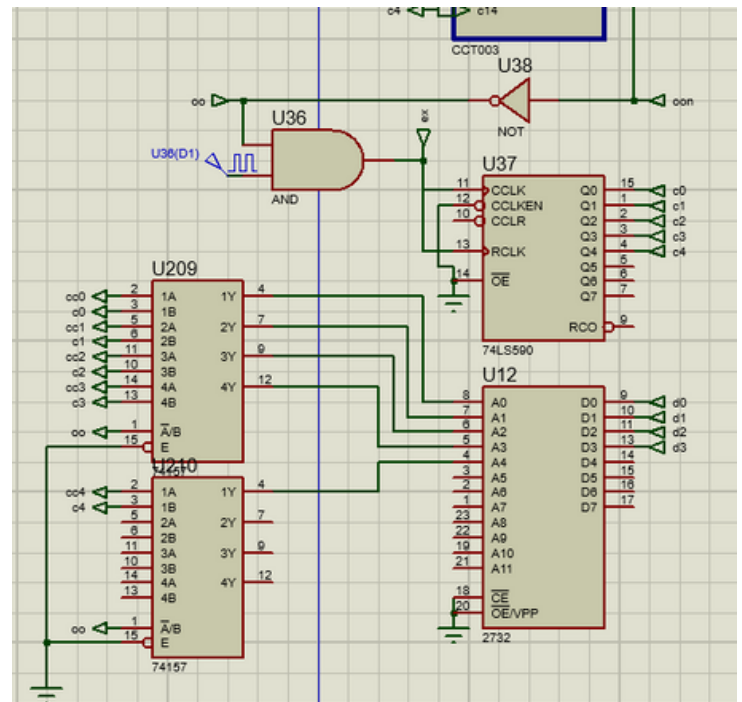 c4 c14
CCT003
U38
oo
oon
NOT
U36
ex
U36(D1)
AND
U37
11 CCLK Q0 15 c0
12 CCLKEN Q1 1 c1
10 CCLR Q2 2 c2
Q3 3 c3
13 RCLK Q4 4 c4
Q5 5
14 OE Q6 6
Q7 7
RCO 9
74LS590
U209
cc0 2 1A 1Y 4
c0 3 1B
cc1 5 2A 2Y 7
c1 6 2B
cc2 11 3A 3Y 9
c2 10 3B
cc3 14 4A 4Y 12
c3 13 4B
oo 1 A/B
15 E
74157
U12
8 A0 D0 9 d0
7 A1 D1 10 d1
6 A2 D2 11 d2
5 A3 D3 13 d3
4 A4 D4 14
3 A5 D5 15
2 A6 D6 16
1 A7 D7 17
23 A8
22 A9
19 A10
21 A11
18 CE
20 OE/VPP
2732
U210
cc4 2 1A 1Y 4
c4 3 1B
5 2A 2Y 7
6 2B
11 3A 3Y 9
10 3B
14 4A 4Y 12
13 4B
oo 1 A/B
15 E
74157